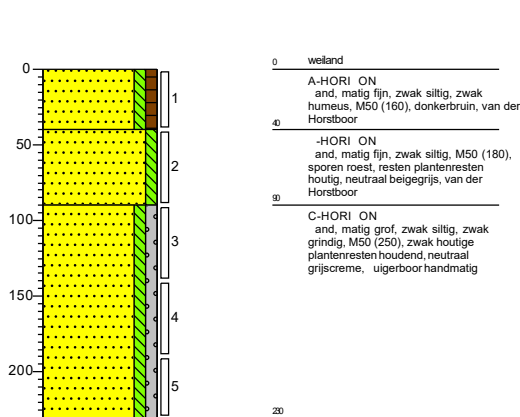 0 weiland
0
A-HORI ON
and, matig fijn, zwak siltig, zwak
humeus, M50 (160), donkerbruin, van der
Horstboor
1
40
50
-HORI ON
and, matig fijn, zwak siltig, M50 (180),
sporen roest, resten plantenresten
houtig, neutraal beigegrijs, van der
Horstboor
2
90
100
C-HORI ON
and, matig grof, zwak siltig, zwak
grindig, M50 (250), zwak houtige
plantenresten houdend, neutraal
grijscreme, uigerboor handmatig
3
150
4
200
5
230